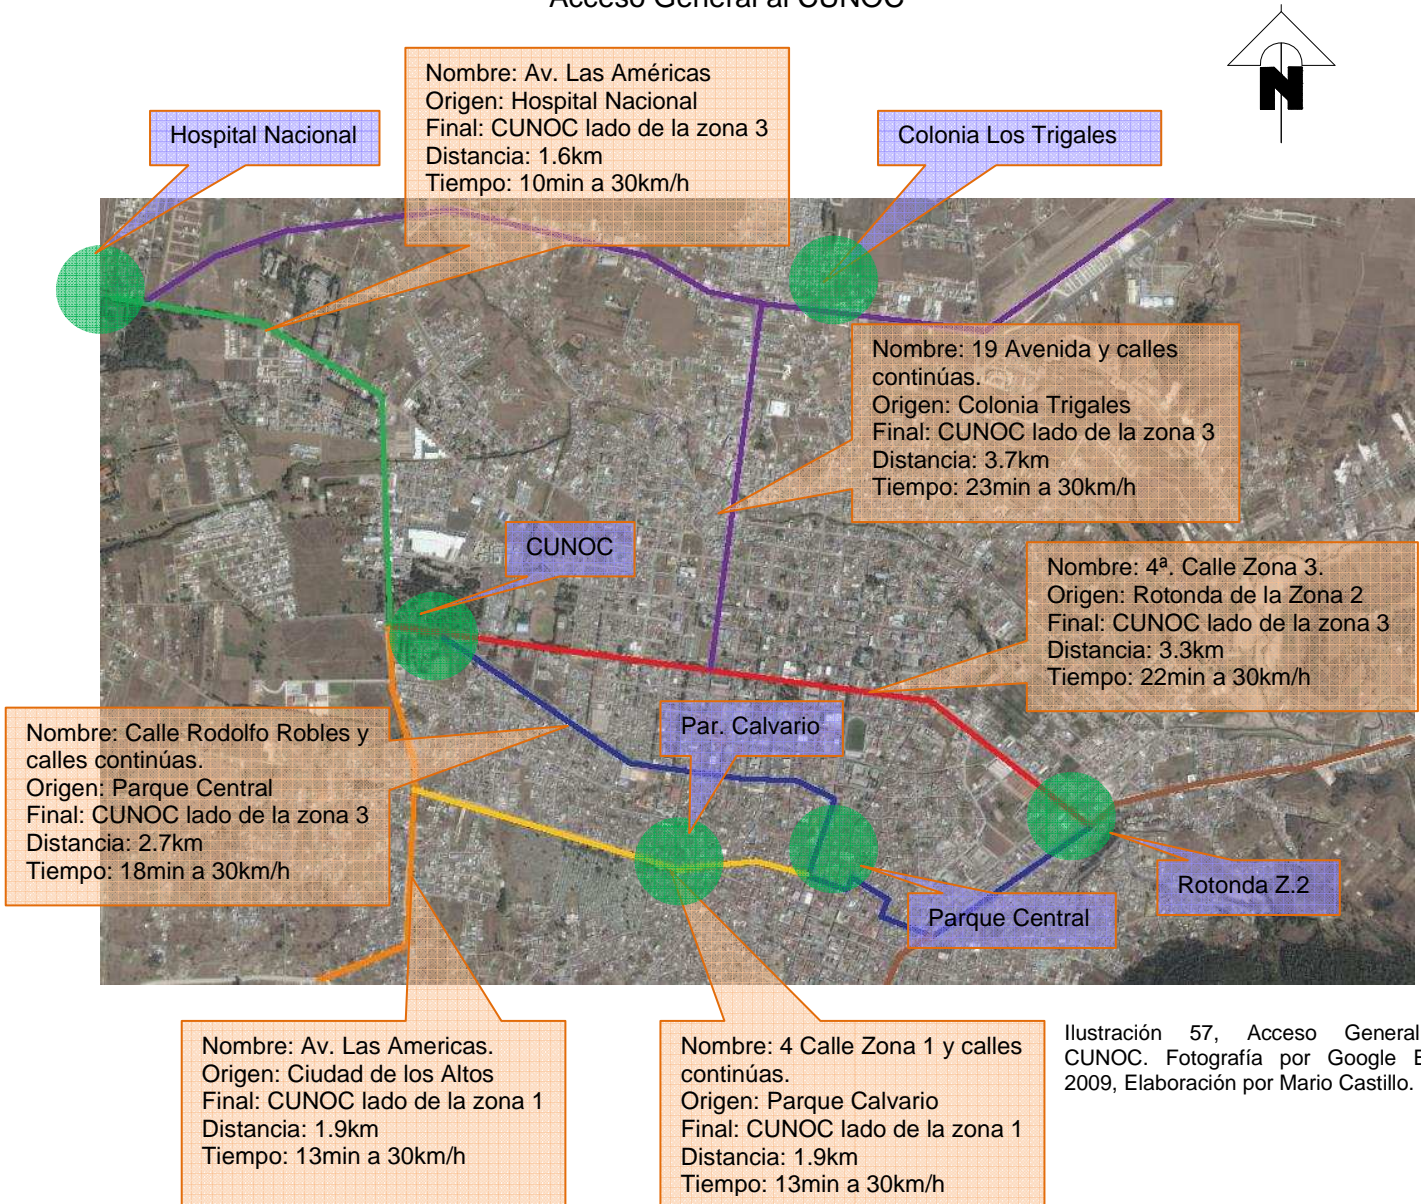 Acceso General al CUNOC
N
Nombre: Av. Las Américas
Origen: Hospital Nacional
Final: CUNOC lado de la zona 3
Distancia: 1.6km
Tiempo: 10min a 30km/h
Hospital Nacional
Colonia Los Trigales
Nombre: 19 Avenida y calles
continúas.
Origen: Colonia Trigales
Final: CUNOC lado de la zona 3
Distancia: 3.7km
Tiempo: 23min a 30km/h
CUNOC
Nombre: 4ª. Calle Zona 3.
Origen: Rotonda de la Zona 2
Final: CUNOC lado de la zona 3
Distancia: 3.3km
Tiempo: 22min a 30km/h
Par. Calvario
Nombre: Calle Rodolfo Robles y
calles continúas.
Origen: Parque Central
Final: CUNOC lado de la zona 3
Distancia: 2.7km
Tiempo: 18min a 30km/h
Rotonda Z.2
Parque Central
Nombre: Av. Las Americas.
Origen: Ciudad de los Altos
Final: CUNOC lado de la zona 1
Distancia: 1.9km
Tiempo: 13min a 30km/h
Nombre: 4 Calle Zona 1 y calles
continúas.
Origen: Parque Calvario
Final: CUNOC lado de la zona 1
Distancia: 1.9km
Tiempo: 13min a 30km/h
Ilustración 57, Acceso General
CUNOC. Fotografía por Google E
2009, Elaboración por Mario Castillo.